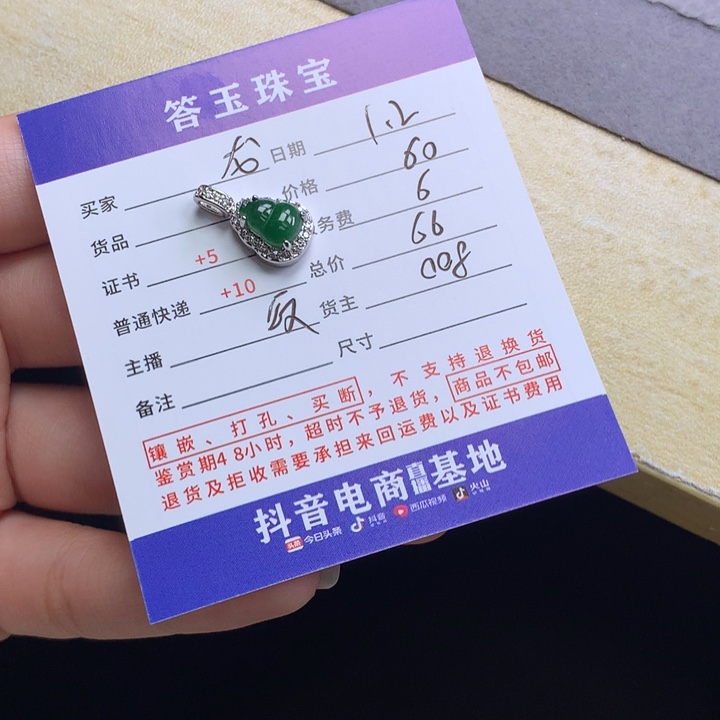 答玉珠宝
买家 日期 1.2
货品 价格 60
证书 +5 务费 6
普通快递 +10 总价 66
主播 货主 008
备注 尺寸
镶嵌、打孔、买断,不支持退换货
鉴赏期48小时,超时不予退货,商品不包邮
退货及拒收需要承担来回运费以及证书费用
抖音电商直播基地
头条 今日头条 抖音 西瓜视频 火山